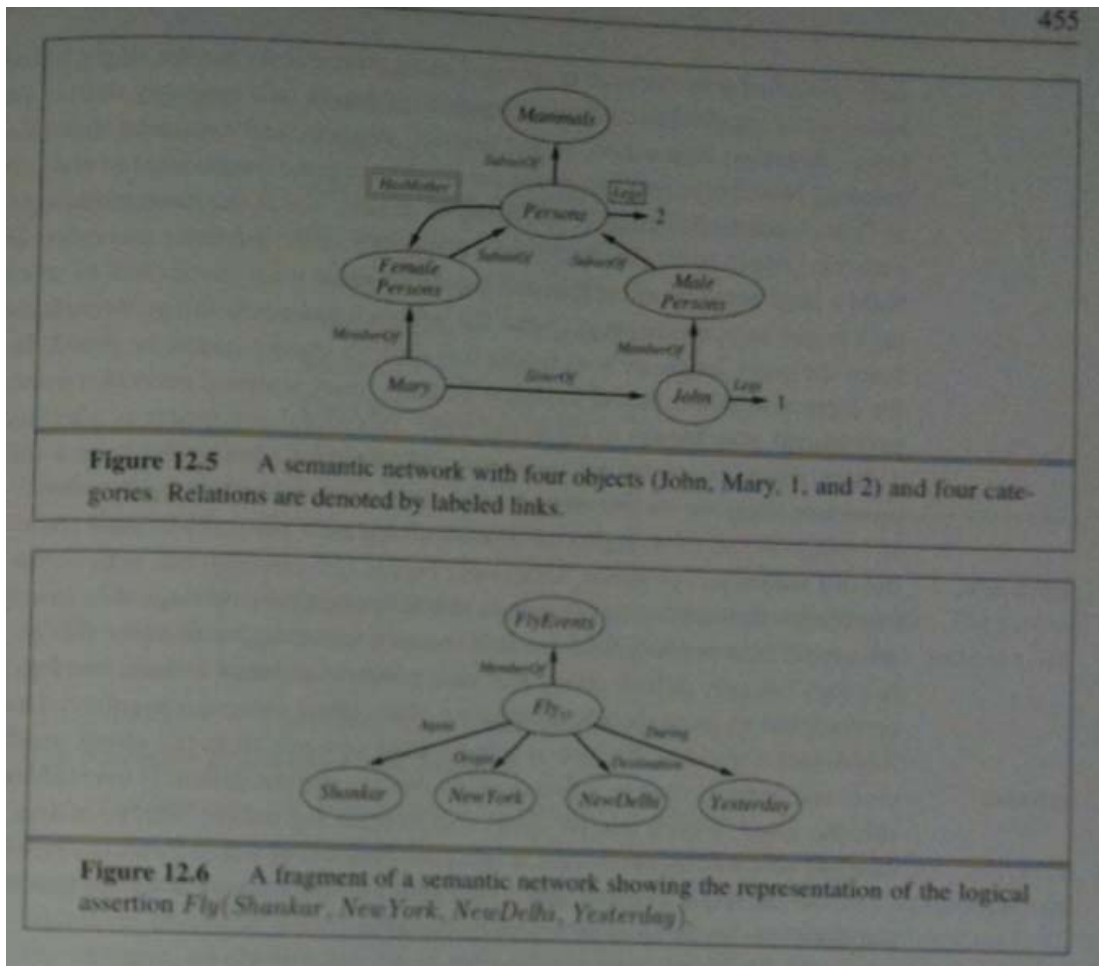 455
Mammals
SubsetOf
HasMother
Persons
Legs
2
SubsetOf
SubsetOf
Female
Persons
Male
Persons
MemberOf
MemberOf
Mary
SisterOf
John
Legs
1
Figure 12.5 A semantic network with four objects (John, Mary, 1, and 2) and four cate-
gories. Relations are denoted by labeled links.
FlyEvents
MemberOf
Fly17
Agent
Origin
Destination
During
Shankar
NewYork
NewDelhi
Yesterday
Figure 12.6 A fragment of a semantic network showing the representation of the logical
assertion Fly(Shankar, NewYork, NewDelhi, Yesterday).